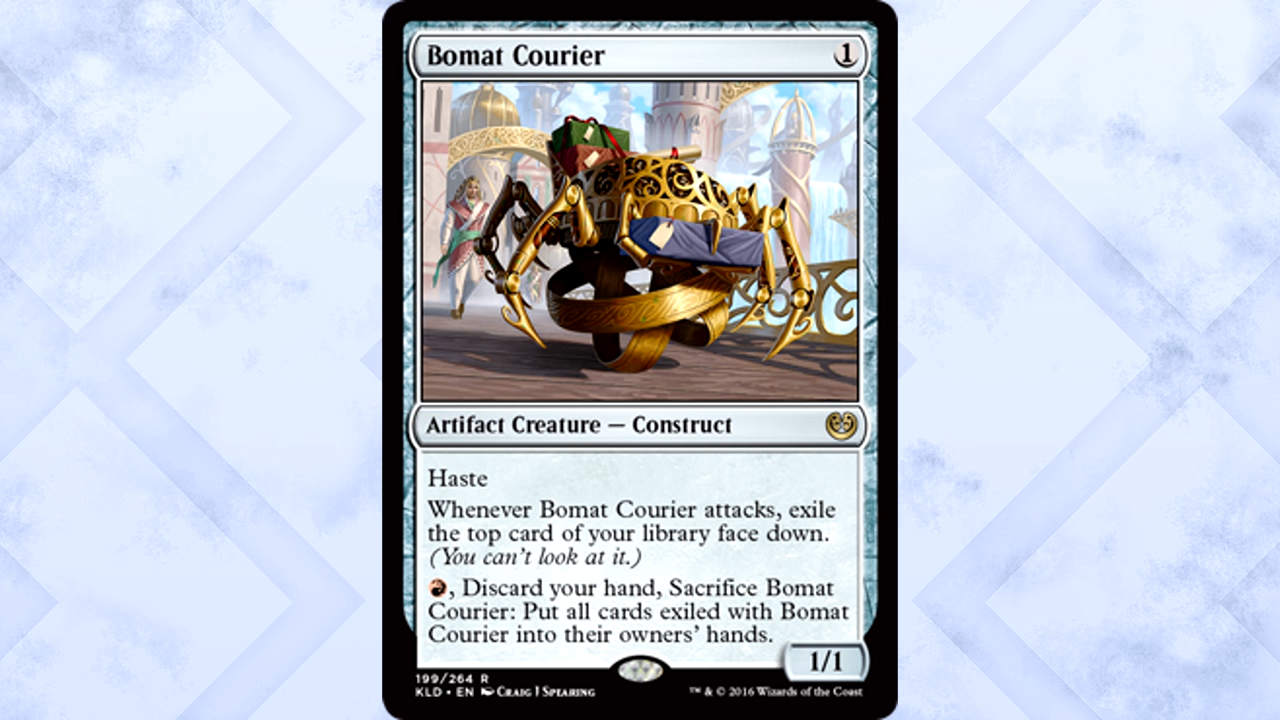 Bomat Courier 1
Artifact Creature — Construct
Haste
Whenever Bomat Courier attacks, exile
the top card of your library face down.
(You can't look at it.)
, Discard your hand, Sacrifice Bomat
Courier: Put all cards exiled with Bomat
Courier into their owners' hands.
1/1
199/264 R
KLD • EN Craig J Spearing
™ & © 2016 Wizards of the Coast